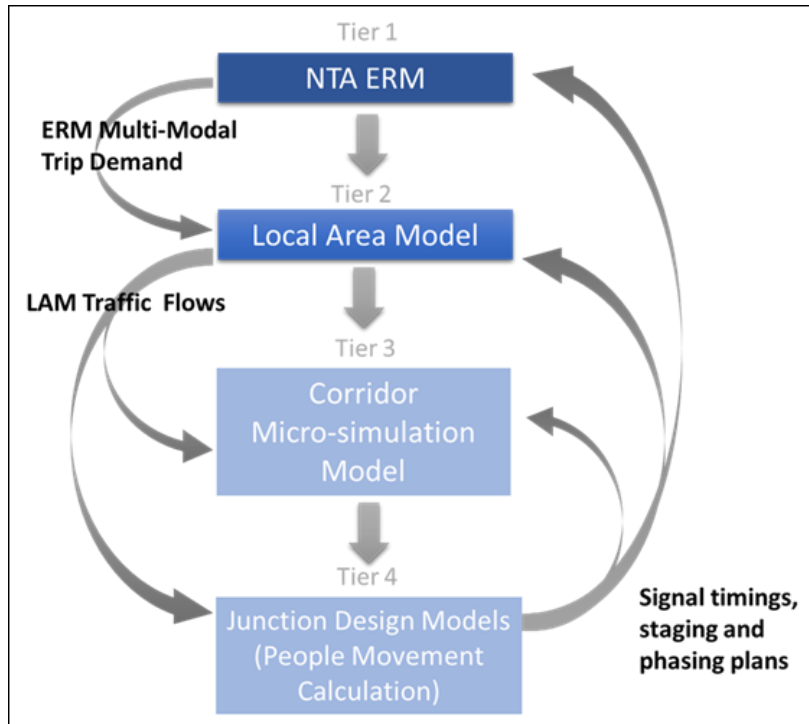 Tier 1
NTA ERM
ERM Multi-Modal
Trip Demand
Tier 2
Local Area Model
LAM Traffic Flows
Tier 3
Corridor
Micro-simulation
Model
Tier 4
Junction Design Models
(People Movement
Calculation)
Signal timings,
staging and
phasing plans